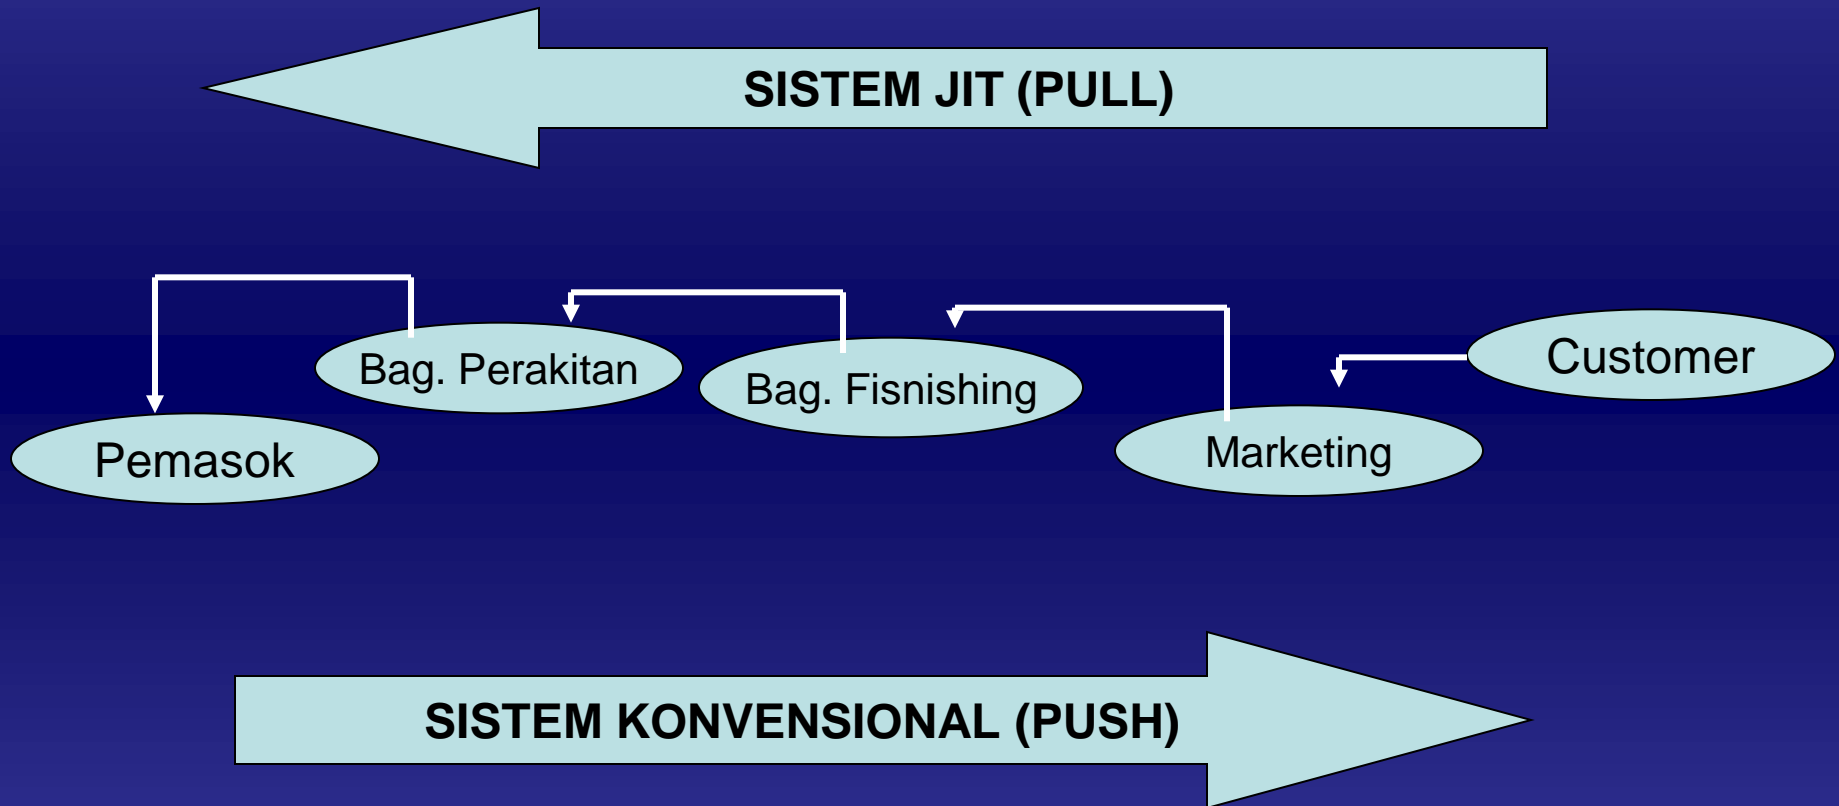 SISTEM JIT (PULL)
Pemasok
Bag. Perakitan
Bag. Fisnishing
Marketing
Customer
SISTEM KONVENSIONAL (PUSH)